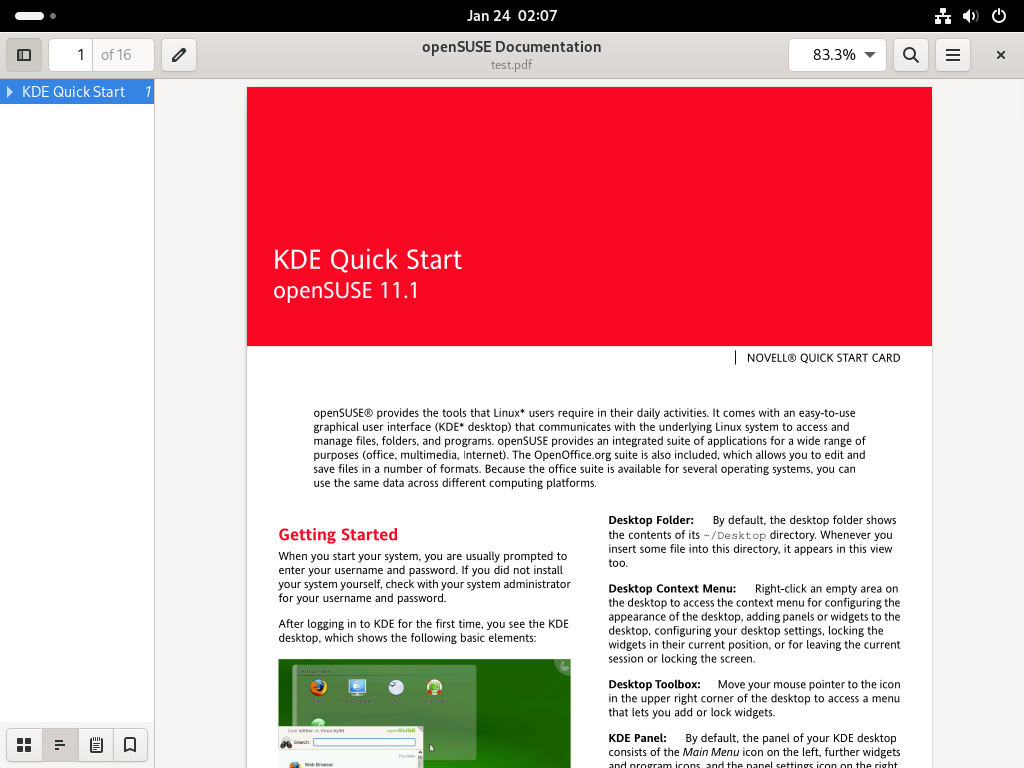 Jan 24 02:07
1 of 16
openSUSE Documentation
test.pdf
83.3%
KDE Quick Start 1
KDE Quick Start
openSUSE 11.1
NOVELL® QUICK START CARD
openSUSE® provides the tools that Linux* users require in their daily activities. It comes with an easy-to-use
graphical user interface (KDE* desktop) that communicates with the underlying Linux system to access and
manage files, folders, and programs. openSUSE provides an integrated suite of applications for a wide range of
purposes (office, multimedia, Internet). The OpenOffice.org suite is also included, which allows you to edit and
save files in a number of formats. Because the office suite is available for several operating systems, you can
use the same data across different computing platforms.
Getting Started
When you start your system, you are usually prompted to
enter your username and password. If you did not install
your system yourself, check with your system administrator
for your username and password.
After logging in to KDE for the first time, you see the KDE
desktop, which shows the following basic elements:
Desktop Folder
openSUSE
Search:
Favorites
Web Browser
Desktop Folder: By default, the desktop folder shows
the contents of its ~/Desktop directory. Whenever you
insert some file into this directory, it appears in this view
too.
Desktop Context Menu: Right-click an empty area on
the desktop to access the context menu for configuring the
appearance of the desktop, adding panels or widgets to the
desktop, configuring your desktop settings, locking the
widgets in their current position, or for leaving the current
session or locking the screen.
Desktop Toolbox: Move your mouse pointer to the icon
in the upper right corner of the desktop to access a menu
that lets you add or lock widgets.
KDE Panel: By default, the panel of your KDE desktop
consists of the Main Menu icon on the left, further widgets
and program icons, and the panel settings icon on the right.